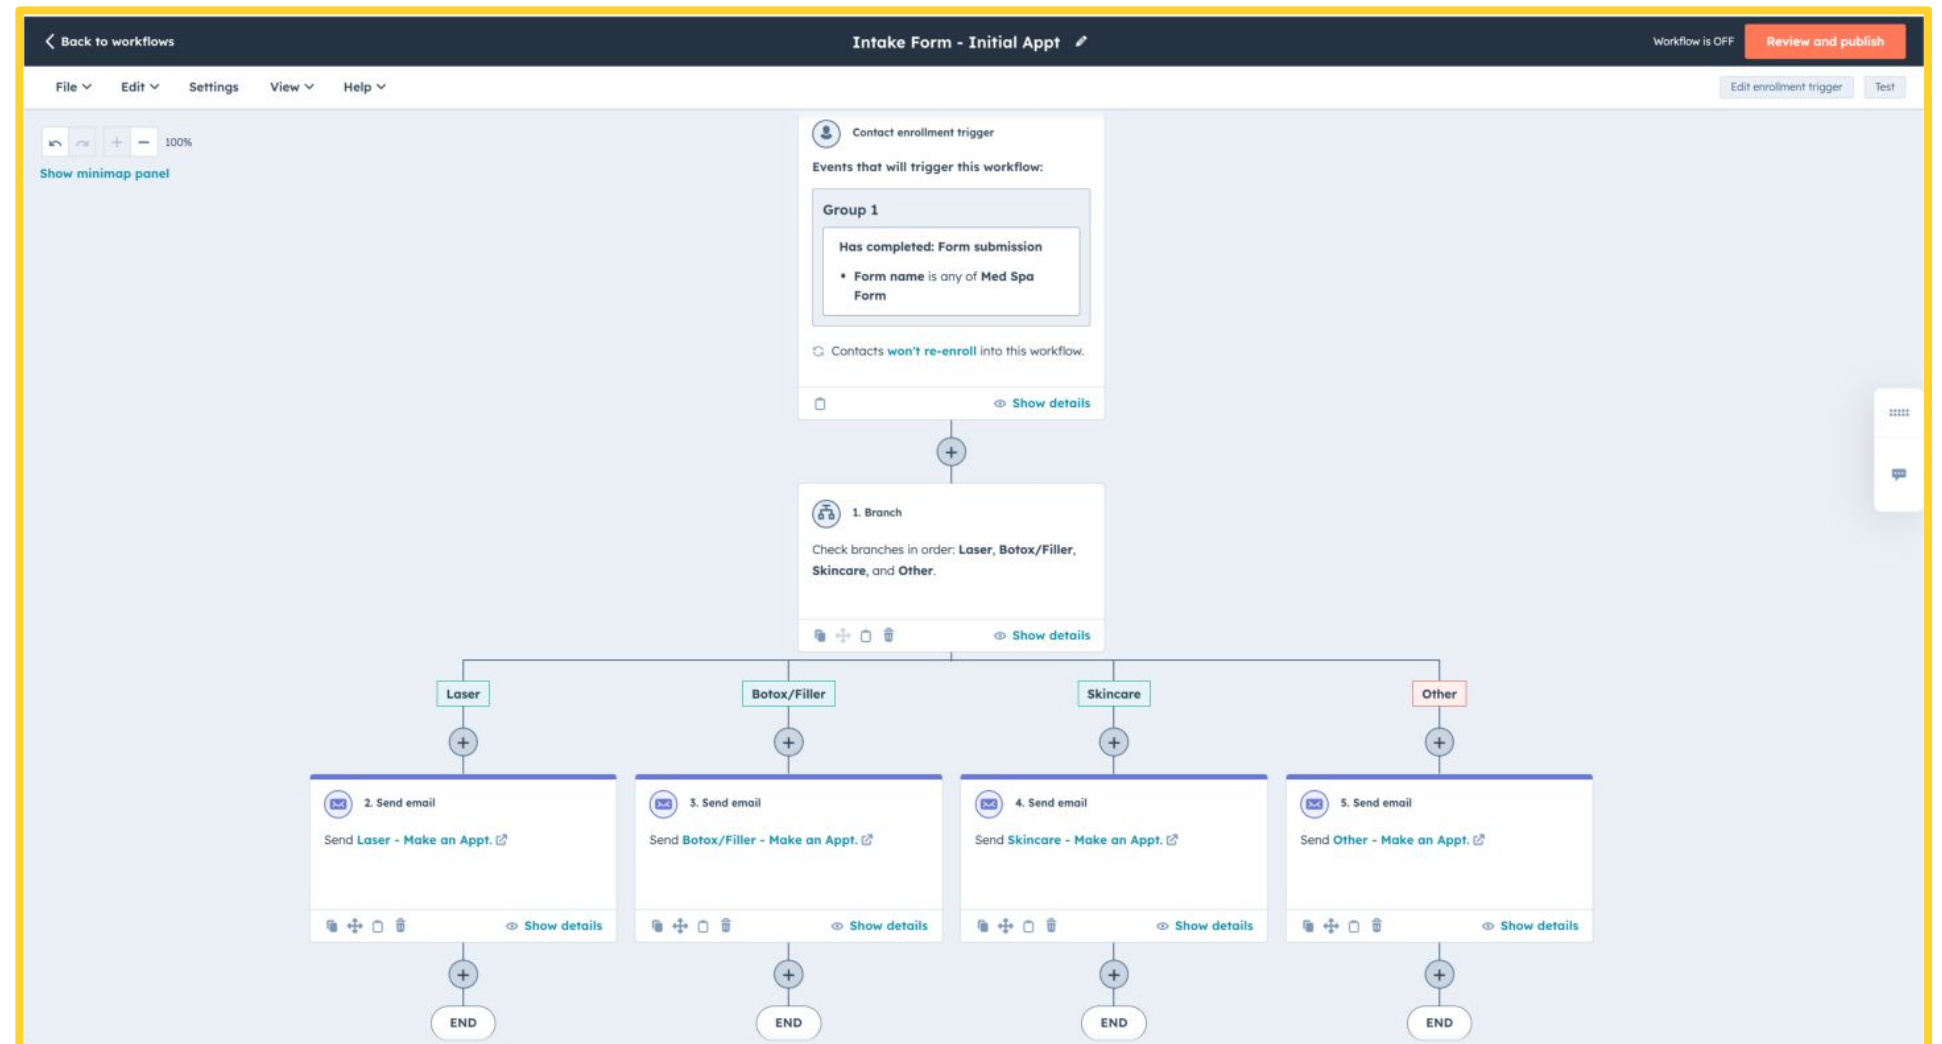 Back to workflows
Intake Form - Initial Appt
Workflow is OFF
Review and publish
File
Edit
Settings
View
Help
Edit enrollment trigger
Test
100%
Show minimap panel
Contact enrollment trigger
Events that will trigger this workflow:
Group 1
Has completed: Form submission
• Form name is any of Med Spa
Form
Contacts won't re-enroll into this workflow.
Show details
1. Branch
Check branches in order: Laser, Botox/Filler,
Skincare, and Other.
Show details
Laser
Botox/Filler
Skincare
Other
2. Send email
Send Laser - Make an Appt.
Show details
3. Send email
Send Botox/Filler - Make an Appt.
Show details
4. Send email
Send Skincare - Make an Appt.
Show details
5. Send email
Send Other - Make an Appt.
Show details
END
END
END
END